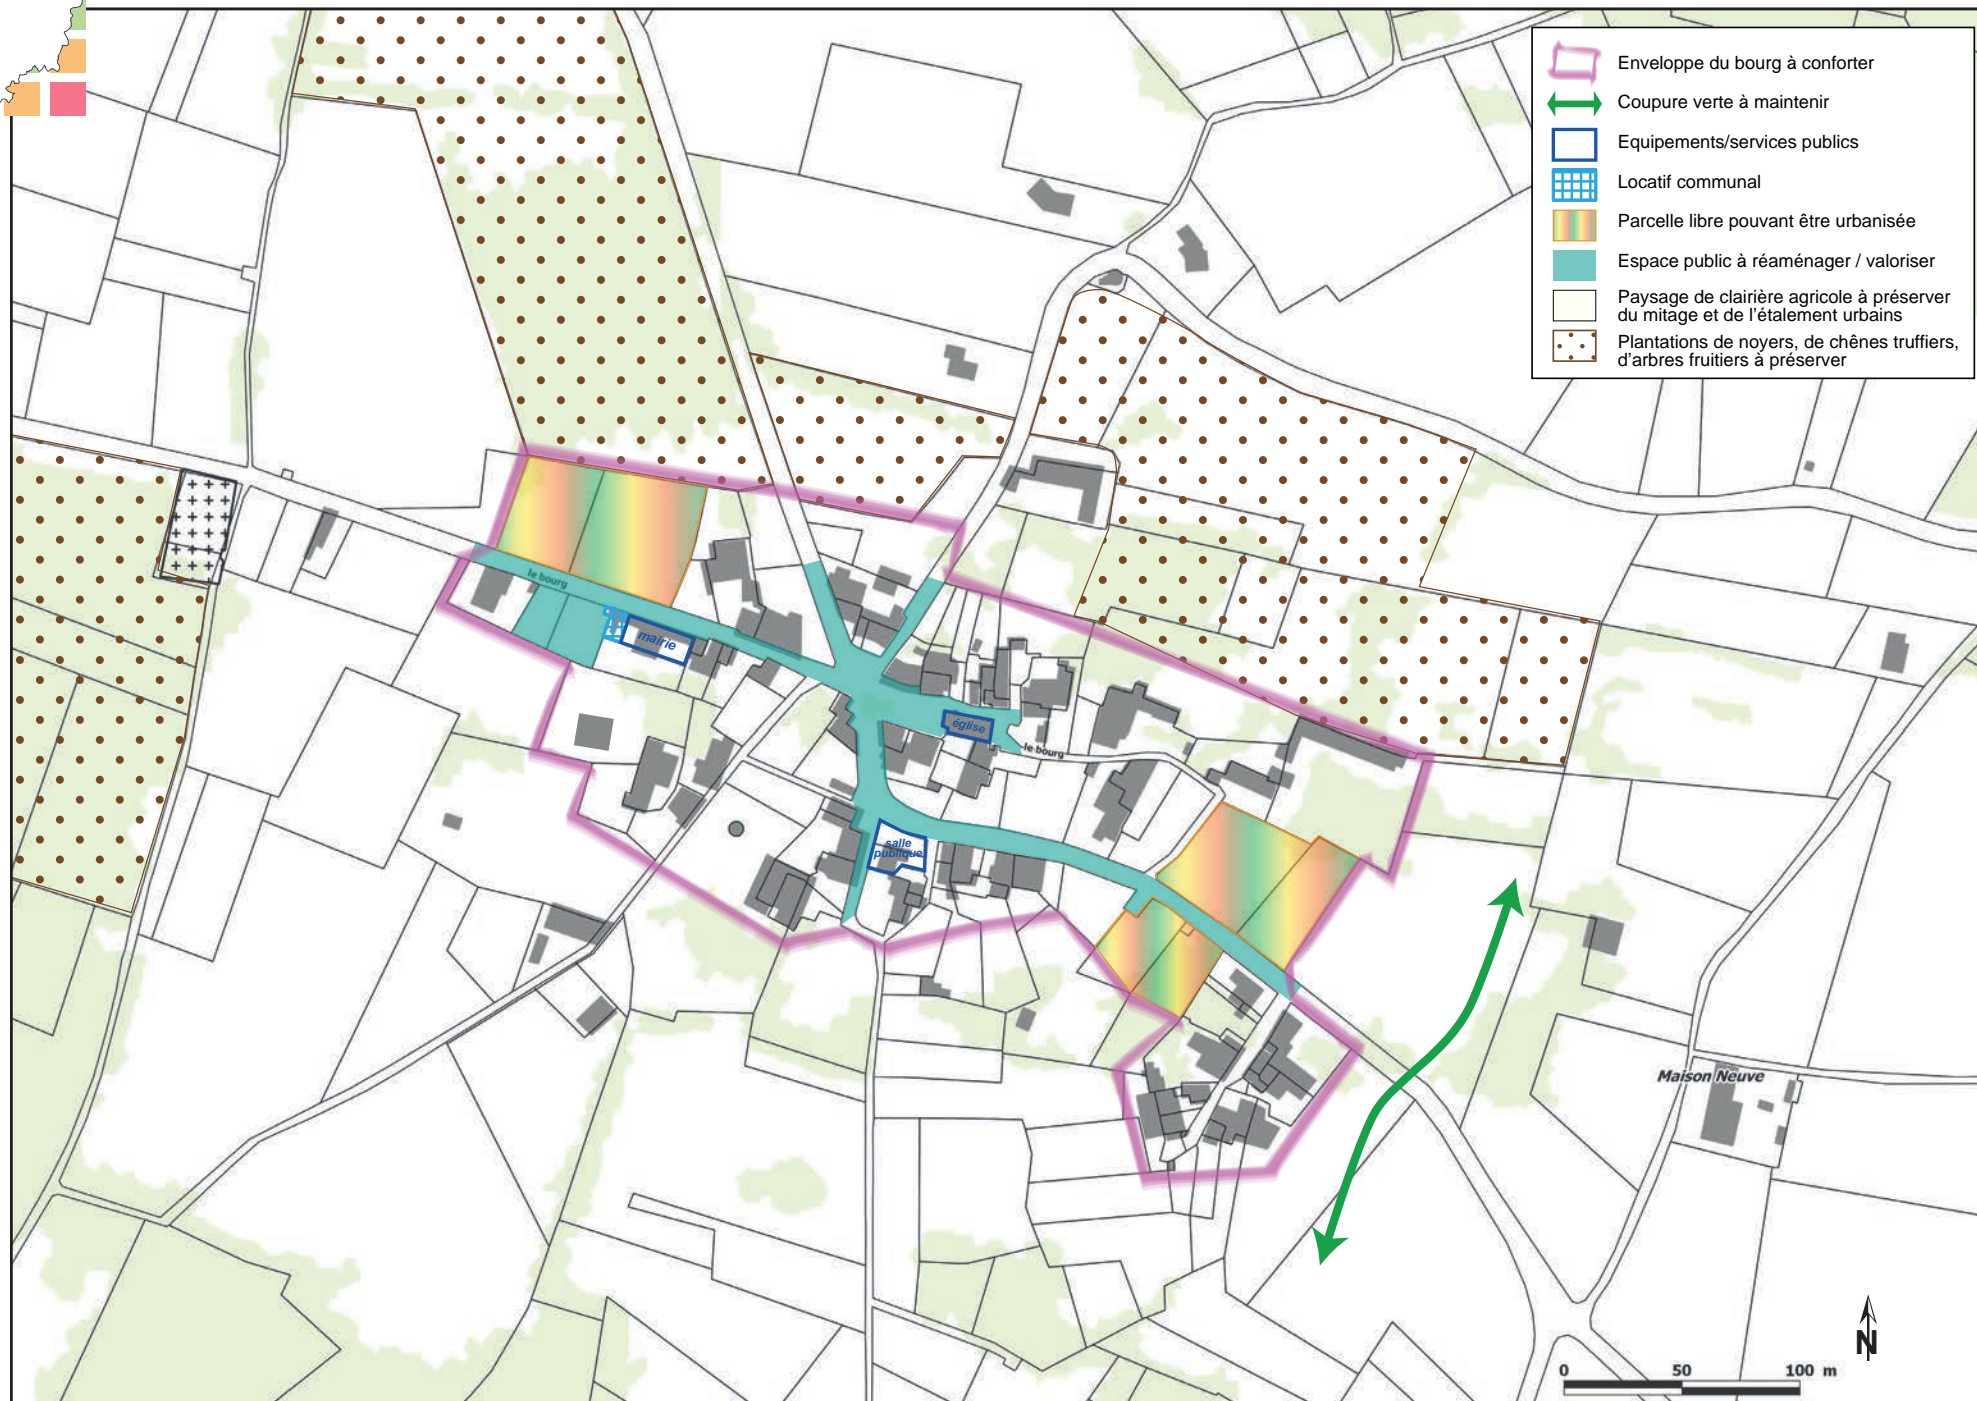 Enveloppe du bourg à conforter
Coupure verte à maintenir
Equipements/services publics
Locatif communal
Parcelle libre pouvant être urbanisée
Espace public à réaménager / valoriser
Paysage de clairière agricole à préserver
du mitage et de l'étalement urbains
Plantations de noyers, de chênes truffiers,
d'arbres fruitiers à préserver
le bourg
mairie
église
le bourg
salle
publique
Maison Neuve
N
0 50 100 m